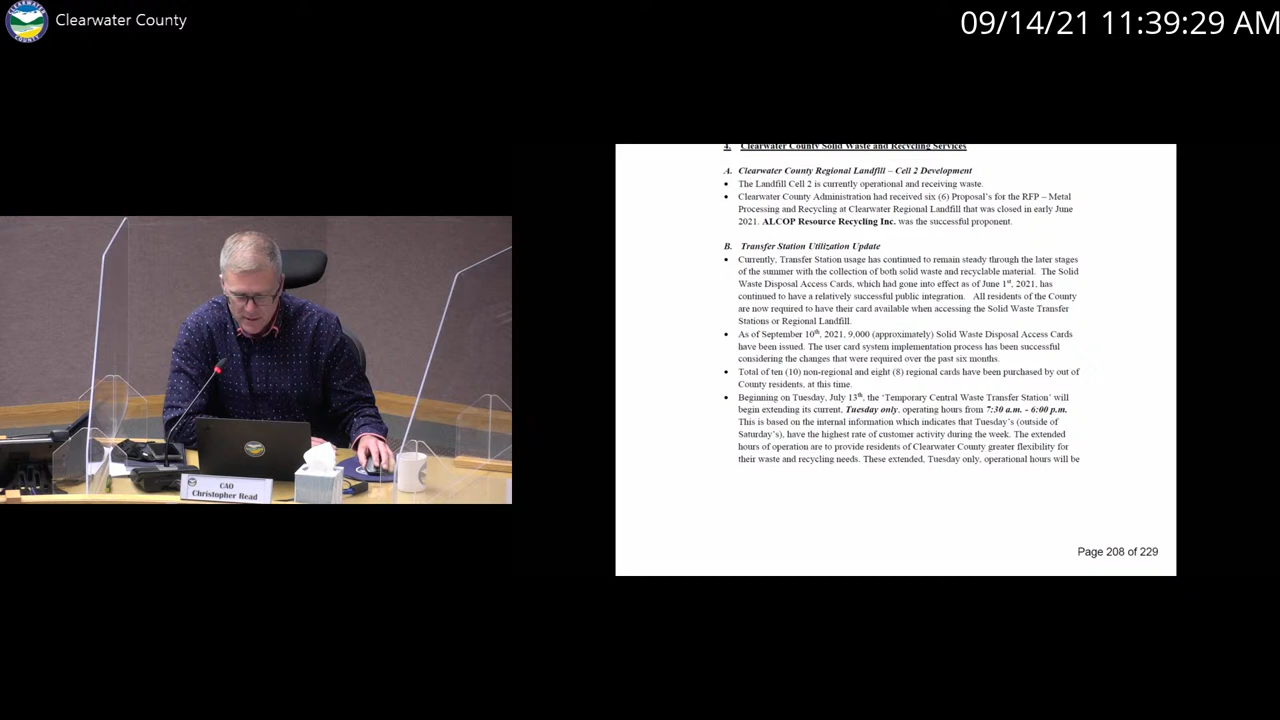 Clearwater County
09/14/21 11:39:29 AM
4. Clearwater County Solid Waste and Recycling Services
A. Clearwater County Regional Landfill – Cell 2 Development
• The Landfill Cell 2 is currently operational and receiving waste.
• Clearwater County Administration had received six (6) Proposal's for the RFP – Metal
Processing and Recycling at Clearwater Regional Landfill that was closed in early June
2021. ALCOP Resource Recycling Inc. was the successful proponent.
B. Transfer Station Utilization Update
• Currently, Transfer Station usage has continued to remain steady through the later stages
of the summer with the collection of both solid waste and recyclable material. The Solid
Waste Disposal Access Cards, which had gone into effect as of June 1st, 2021, has
continued to have a relatively successful public integration. All residents of the County
are now required to have their card available when accessing the Solid Waste Transfer
Stations or Regional Landfill.
• As of September 10th, 2021, 9,000 (approximately) Solid Waste Disposal Access Cards
have been issued. The user card system implementation process has been successful
considering the changes that were required over the past six months.
• Total of ten (10) non-regional and eight (8) regional cards have been purchased by out of
County residents, at this time.
• Beginning on Tuesday, July 13th, the 'Temporary Central Waste Transfer Station' will
begin extending its current, Tuesday only, operating hours from 7:30 a.m. - 6:00 p.m.
This is based on the internal information which indicates that Tuesday's (outside of
Saturday's), have the highest rate of customer activity during the week. The extended
hours of operation are to provide residents of Clearwater County greater flexibility for
their waste and recycling needs. These extended, Tuesday only, operational hours will be
Page 208 of 229
CAO
Christopher Read
CLEARWATER
COUNTY